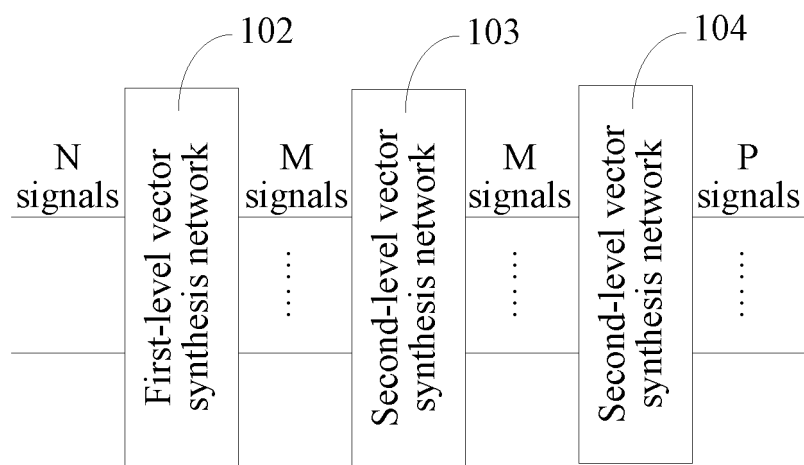 102
103
104
N
signals
First-level vector
synthesis network
M
signals
Second-level vector
synthesis network
M
signals
Second-level vector
synthesis network
P
signals